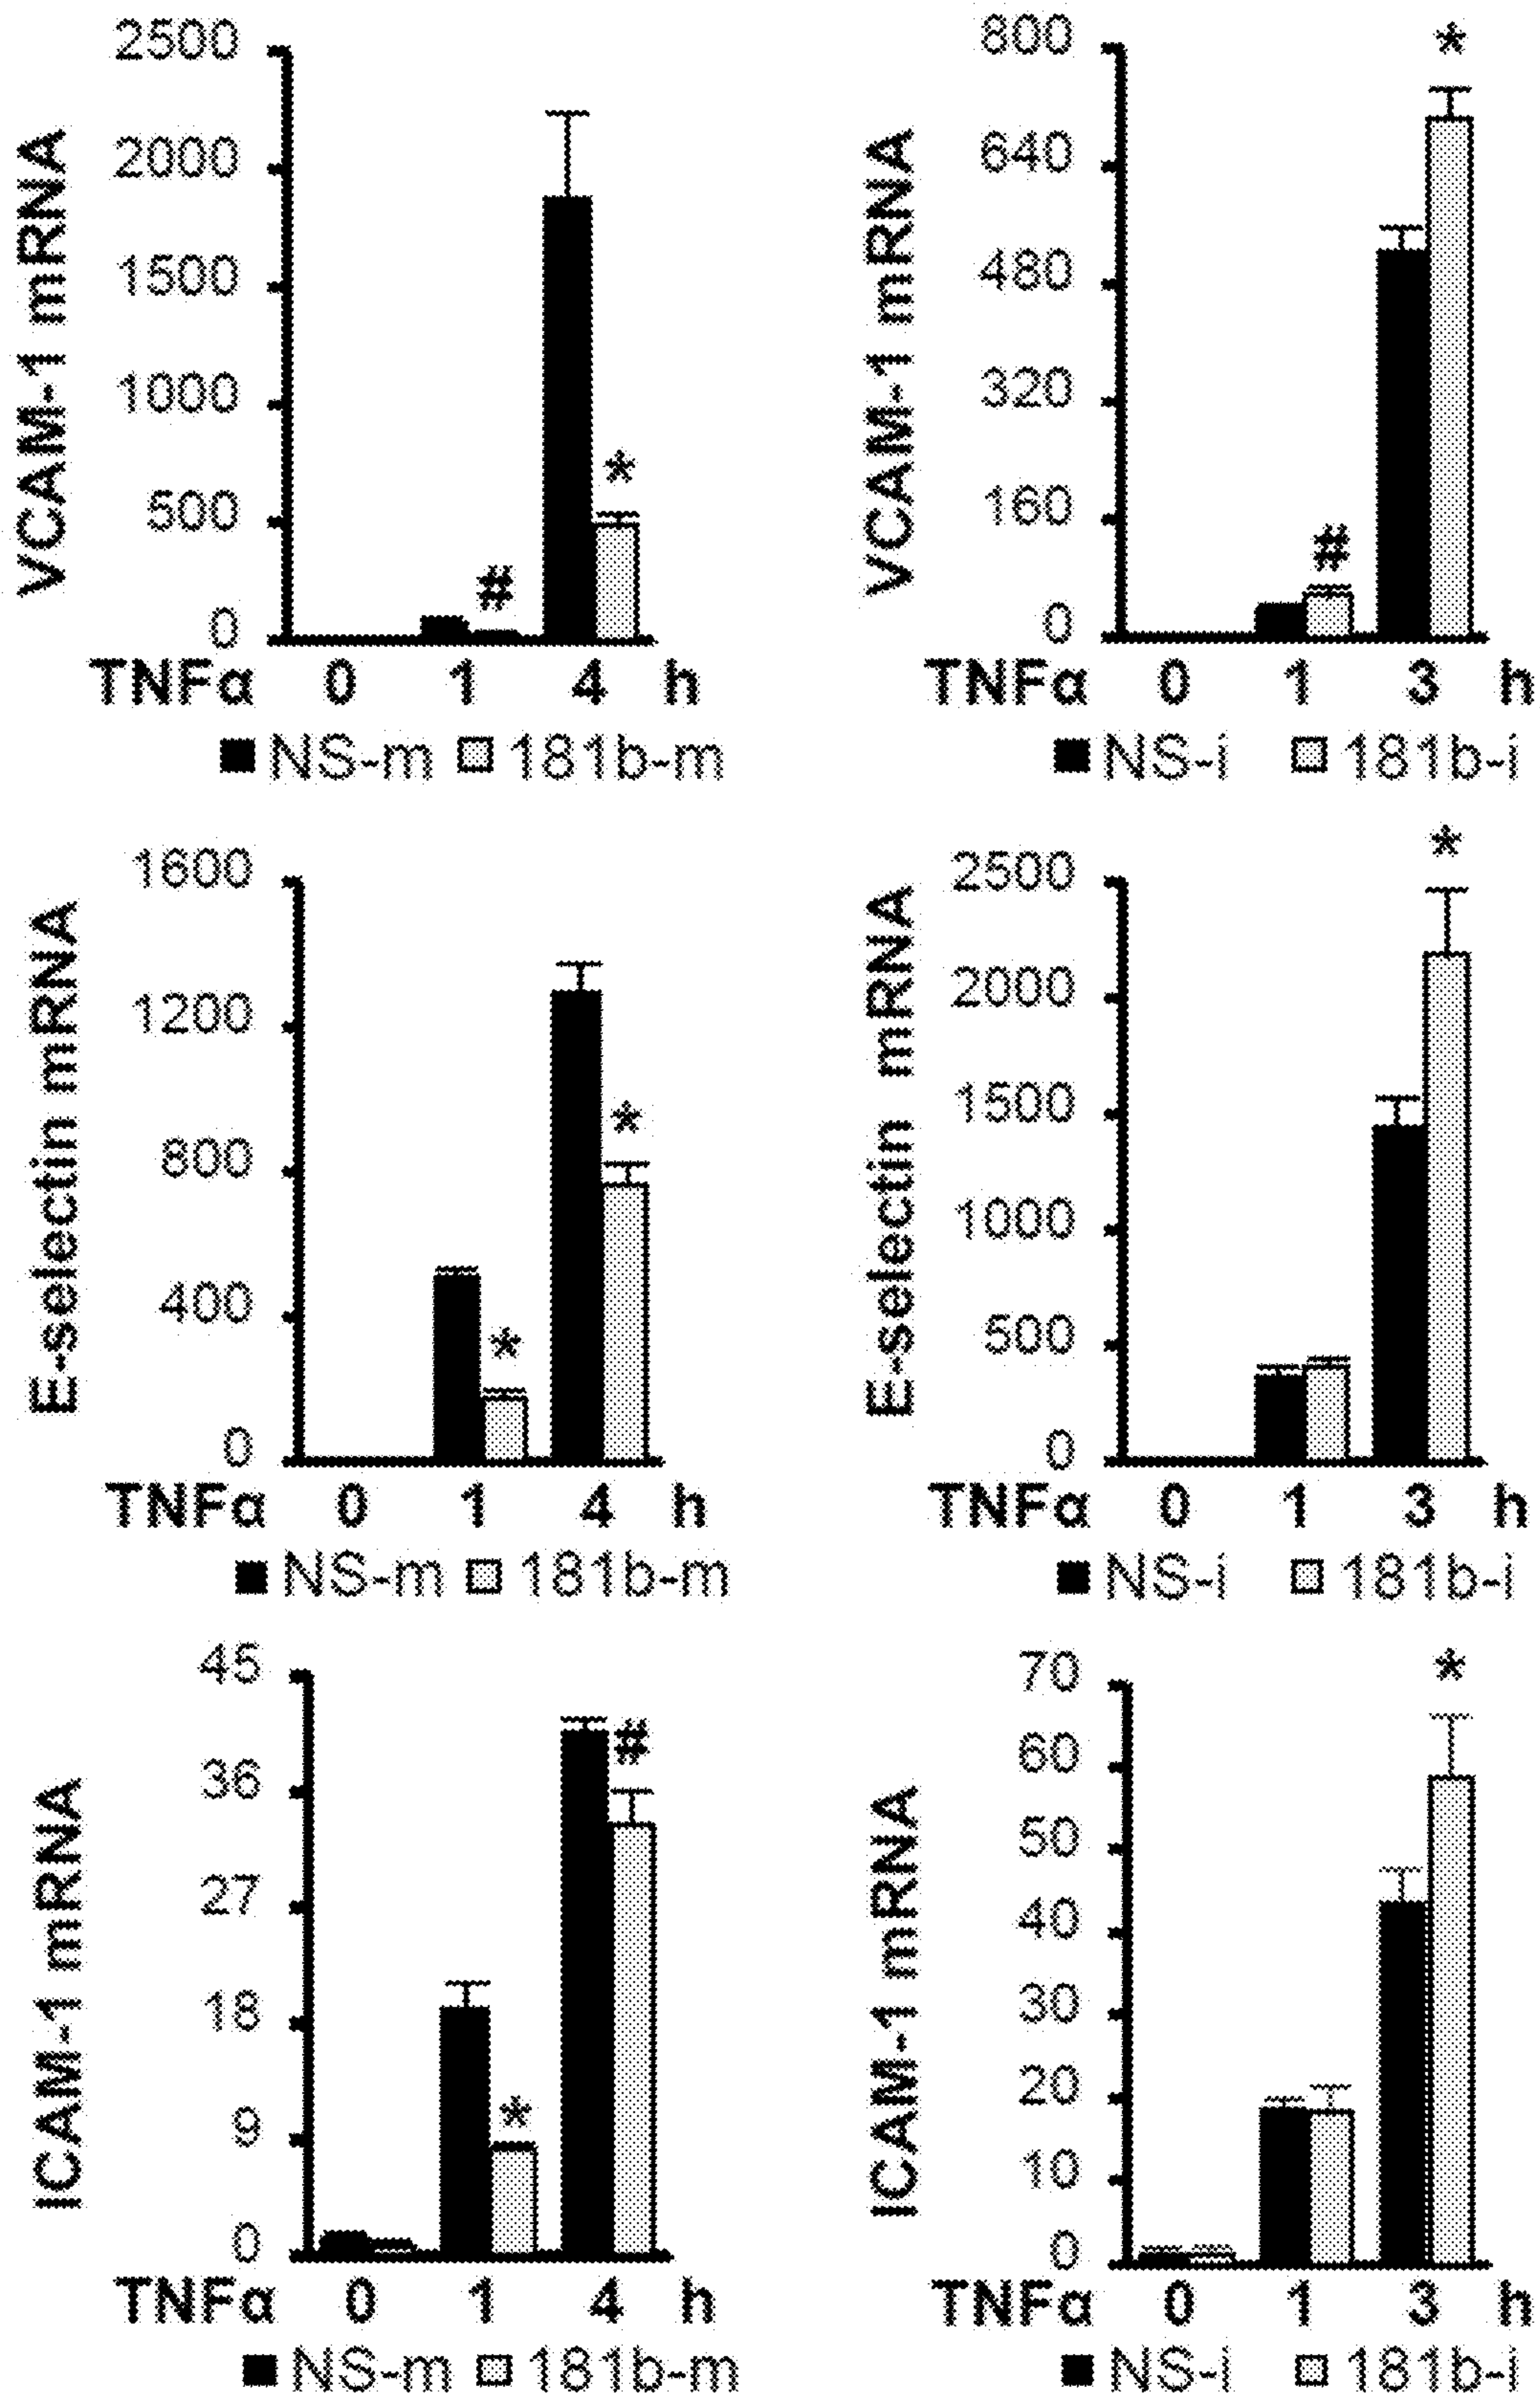 VCAM-1 mRNA
2500
2000
1500
1000
500
0
#
*
TNFα 0 1 4 h
NS-m 181b-m
VCAM-1 mRNA
800
640
480
320
160
0
#
*
TNFα 0 1 3 h
NS-i 181b-i
E-selectin mRNA
1600
1200
800
400
0
*
*
TNFα 0 1 4 h
NS-m 181b-m
E-selectin mRNA
2500
2000
1500
1000
500
0
*
TNFα 0 1 3 h
NS-i 181b-i
ICAM-1 mRNA
45
36
27
18
9
0
*
#
TNFα 0 1 4 h
NS-m 181b-m
ICAM-1 mRNA
70
60
50
40
30
20
10
0
*
TNFα 0 1 3 h
NS-i 181b-i